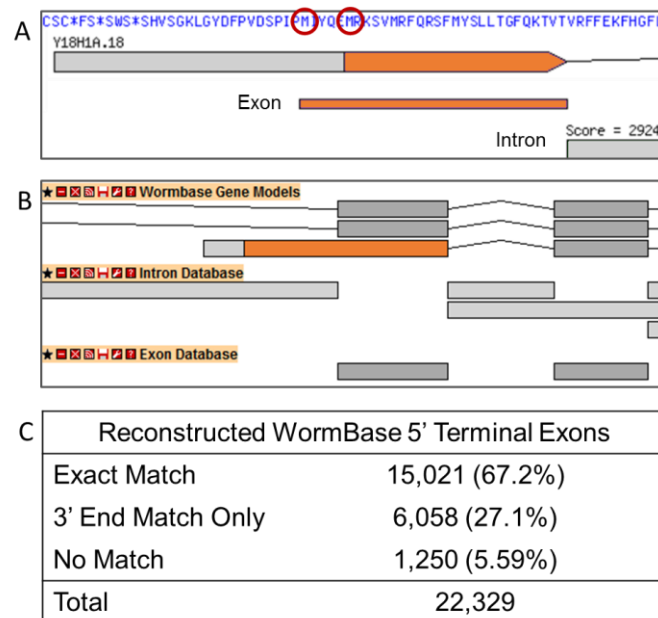 A
CSC*FS*SWS*SHVSGKLGYDFPVDSPIPMIYQEMRKSVMRFQRSFMYSLLTGFQKTVTVRFFEKFHGF
Y18H1A.18
Exon
Intron
Score = 2924
B
Wormbase Gene Models
Intron Database
Exon Database
C
Reconstructed WormBase 5' Terminal Exons
Exact Match 15,021 (67.2%)
3' End Match Only 6,058 (27.1%)
No Match 1,250 (5.59%)
Total 22,329